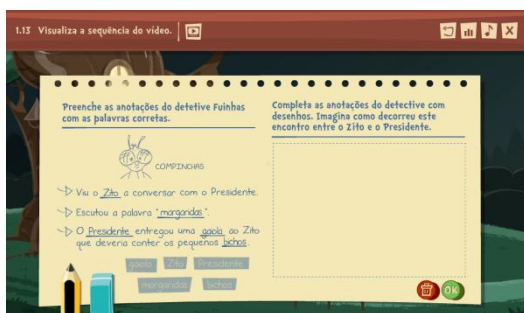 1.13 Visualiza a sequência do vídeo.
Preenche as anotações do detetive Fuinhas
com as palavras corretas.
COMPINCHAS
Viu o Zito a conversar com o Presidente.
Escutou a palavra "margaridas".
O Presidente entregou uma gaiola ao Zito
que deveria conter os pequenos bichos.
gaiola Zito Presidente
margaridas bichos
Completa as anotações do detective com
desenhos. Imagina como decorreu este
encontro entre o Zito e o Presidente.
OK